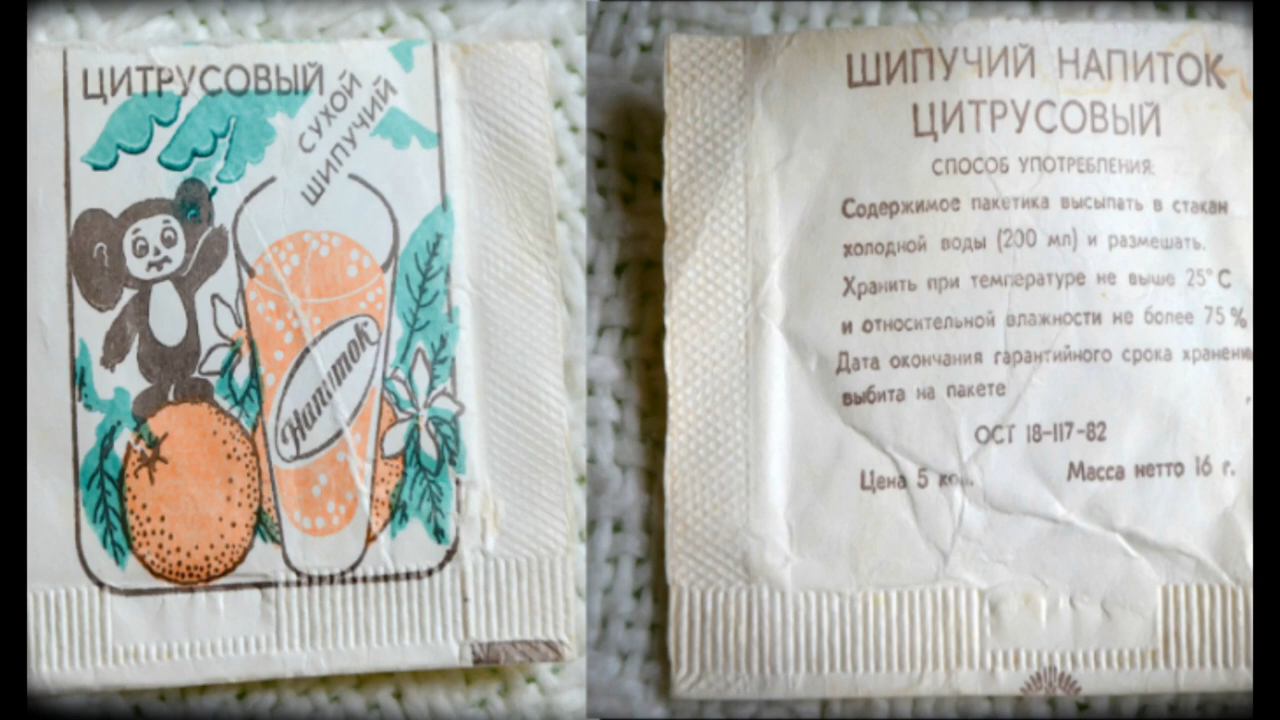 ЦИТРУСОВЫЙ
СУХОЙ
ШИПУЧИЙ
Напиток
ШИПУЧИЙ НАПИТОК
ЦИТРУСОВЫЙ
СПОСОБ УПОТРЕБЛЕНИЯ:
Содержимое пакетика высыпать в стакан
холодной воды (200 мл) и размешать.
Хранить при температуре не выше 25°С
и относительной влажности не более 75%
Дата окончания гарантийного срока хранени
выбита на пакете
ОСТ 18-117-82
Цена 5 коп. Масса нетто 16 г.